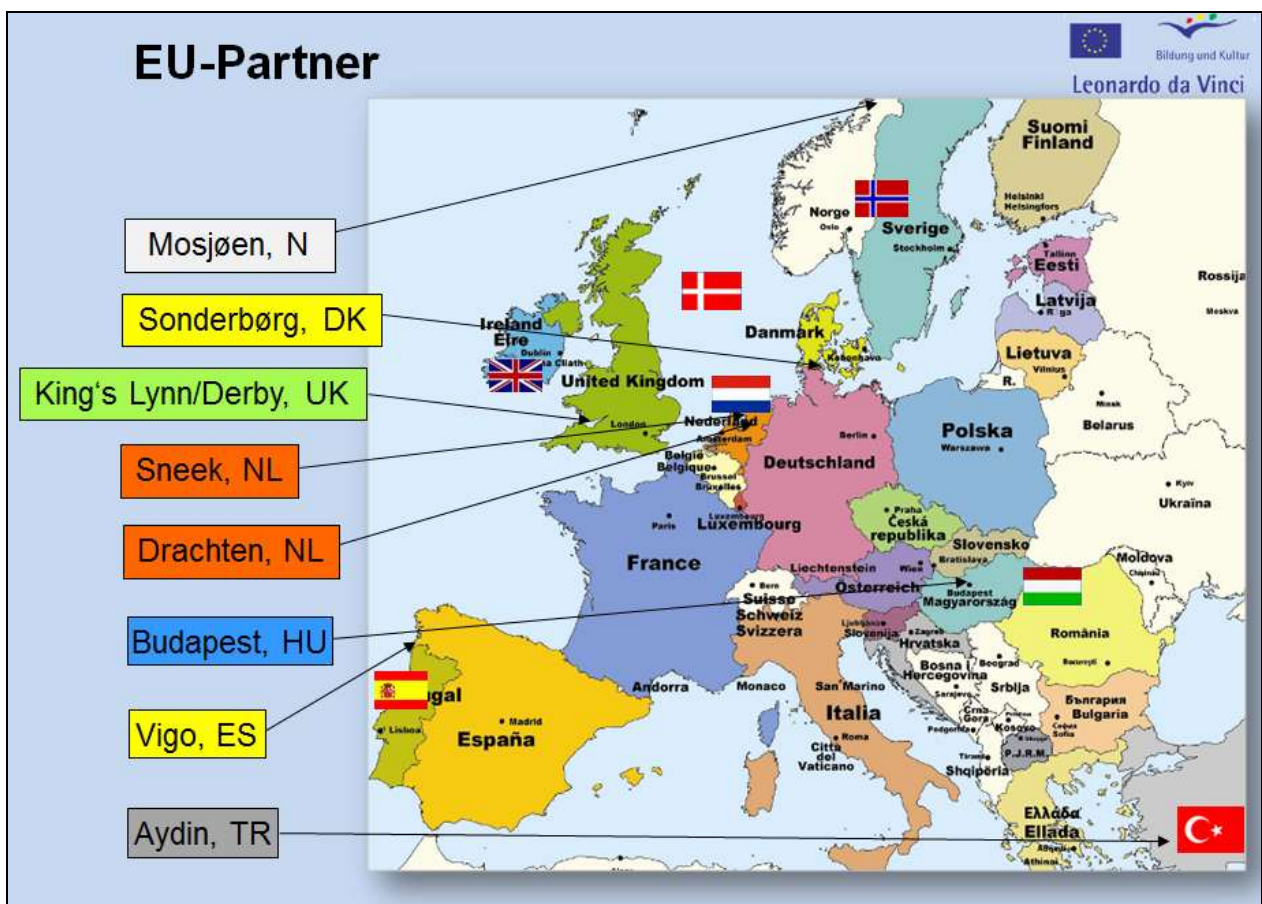 EU-Partner
Bildung und Kultur
Leonardo da Vinci
Mosjøen, N
Sonderbørg, DK
King's Lynn/Derby, UK
Sneek, NL
Drachten, NL
Budapest, HU
Vigo, ES
Aydin, TR
Suomi
Finland
Helsinki
Helsingfors
Norge
Oslo
Sverige
Stockholm
Tallinn
Eesti
Rossija
Moskva
Latvija
Lietuva
Vilnius
R.
Minsk
Belarus
Danmark
Ireland
Éire
Dublin
United Kingdom
London
Nederland
Amsterdam
België
Belgique
Brussel
Bruxelles
Luxembourg
Luxembourg
Berlin
Deutschland
Polska
Warszawa
Kyiv
Ukraïna
Praha
Česká
republika
Slovensko
Bratislava
Moldova
Paris
France
Liechtenstein
Wien
Österreich
Budapest
Magyarország
Bern
Suisse
Schweiz
Svizzera
Ljubljana
Slovenija
Zagreb
Hrvatska
România
București
Bosna i
Hercegovina
Sarajevo
Beograd
Srbija
Andorra
Monaco
San Marino
Italia
Roma
Città
del
Vaticano
Crna
Gora
Podgorica
Kosovo
България
Bulgaria
София
Sofia
P.J.R.M.
Shqipëria
ugal
Lisboa
Madrid
España
Ελλάδα
Ellada
Athinai